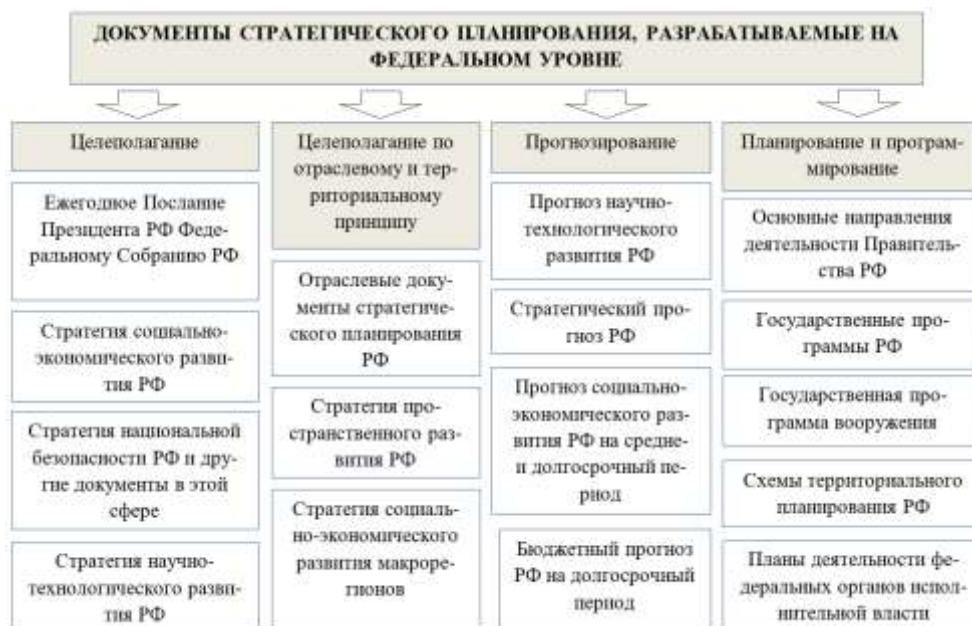 ДОКУМЕНТЫ СТРАТЕГИЧЕСКОГО ПЛАНИРОВАНИЯ, РАЗРАБАТЫВАЕМЫЕ НА
ФЕДЕРАЛЬНОМ УРОВНЕ
Целеполагание
Ежегодное Послание
Президента РФ Феде-
ральному Собранию РФ
Стратегия социально-
экономического разви-
тия РФ
Стратегия национальной
безопасности РФ и дру-
гие документы в этой
сфере
Стратегия научно-
технологического разви-
тия РФ
Целеполагание по
отраслевому и тер-
риториальному
принципу
Отраслевые доку-
менты стратегиче-
ского планирования
РФ
Стратегия про-
странственного раз-
вития РФ
Стратегия социаль-
но-экономического
развития макроре-
гионов
Прогнозирование
Прогноз научно-
технологического
развития РФ
Стратегический про-
гноз РФ
Прогноз социально-
экономического раз-
вития РФ на средне-
и долгосрочный пе-
риод
Бюджетный прогноз
РФ на долгосрочный
период
Планирование и програм-
мирование
Основные направления
деятельности Правитель-
ства РФ
Государственные про-
граммы РФ
Государственная про-
грамма вооружения
Схемы территориального
планирования РФ
Планы деятельности фе-
деральных органов испол-
нительной власти